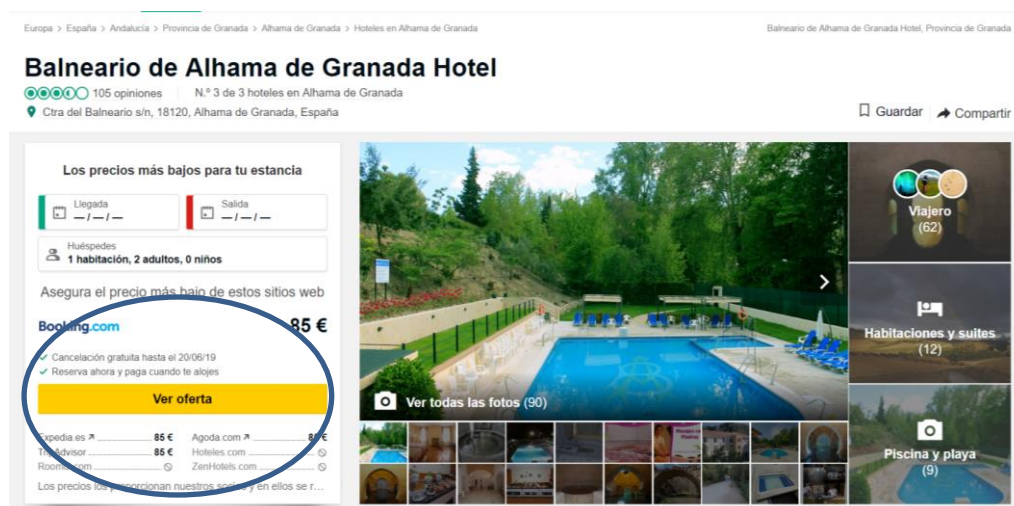 Europa > España > Andalucía > Provincia de Granada > Alhama de Granada > Hoteles en Alhama de Granada
Balneario de Alhama de Granada Hotel, Provincia de Granada
Balneario de Alhama de Granada Hotel
105 opiniones N.º 3 de 3 hoteles en Alhama de Granada
Ctra del Balneario s/n, 18120, Alhama de Granada, España
Guardar Compartir
Los precios más bajos para tu estancia
Llegada Salida
—/—/— —/—/—
Huéspedes
1 habitación, 2 adultos, 0 niños
Asegura el precio más bajo de estos sitios web
Booking.com 85 €
Cancelación gratuita hasta el 20/06/19
Reserva ahora y paga cuando te alojes
Ver oferta
Expedia.es 85 € Agoda.com
TripAdvisor 85 € Hoteles.com
ZenHotels.com
Los precios los proporcionan nuestros socios y en ellos se r…
Ver todas las fotos (90)
Viajero
(62)
Habitaciones y suites
(12)
Piscina y playa
(9)